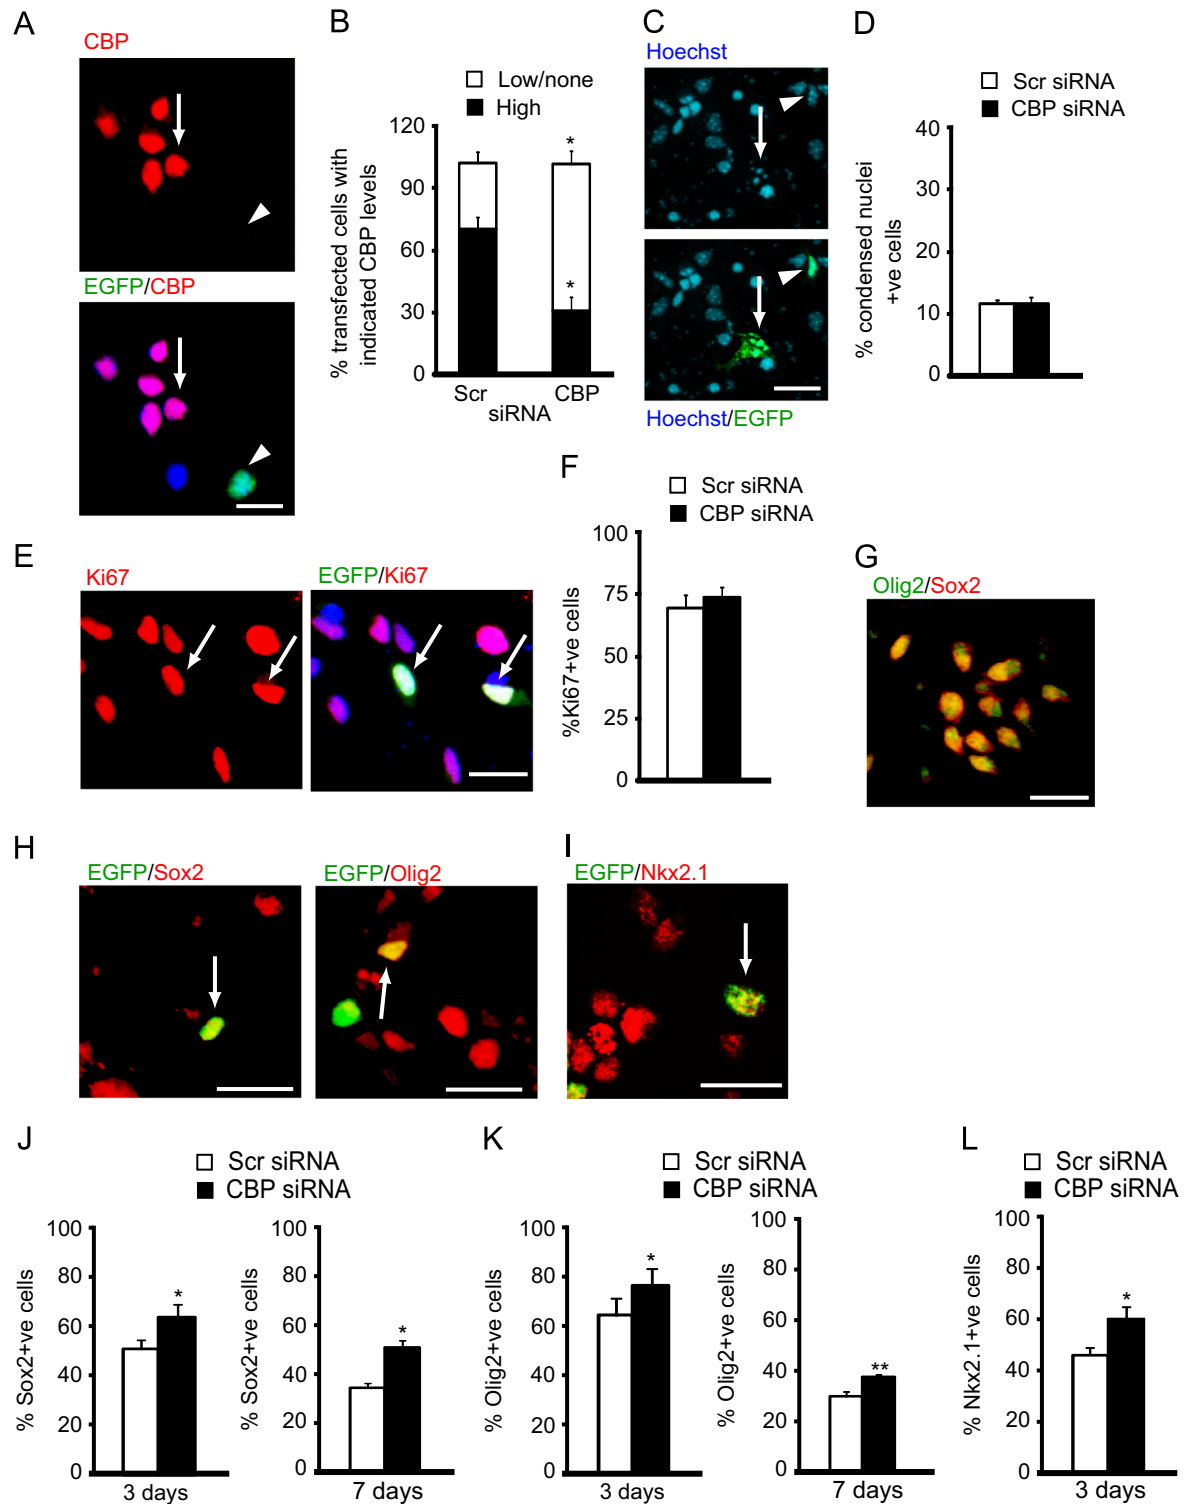 A
CBP
EGFP/CBP
B
Low/none
High
% transfected cells with
indicated CBP levels
120
90
60
30
0
*
*
Scr
CBP
siRNA
C
Hoechst
Hoechst/EGFP
D
Scr siRNA
CBP siRNA
% condensed nuclei
+ve cells
40
30
20
10
0
E
Ki67
EGFP/Ki67
F
Scr siRNA
CBP siRNA
%Ki67+ve cells
100
75
50
25
0
G
Olig2/Sox2
H
EGFP/Sox2
EGFP/Olig2
I
EGFP/Nkx2.1
J
Scr siRNA
CBP siRNA
% Sox2+ve cells
100
80
60
40
20
0
*
3 days
% Sox2+ve cells
100
80
60
40
20
0
*
7 days
K
Scr siRNA
CBP siRNA
% Olig2+ve cells
100
80
60
40
20
0
*
3 days
% Olig2+ve cells
100
80
60
40
20
0
**
7 days
L
Scr siRNA
CBP siRNA
% Nkx2.1+ve cells
100
80
60
40
20
0
*
3 days